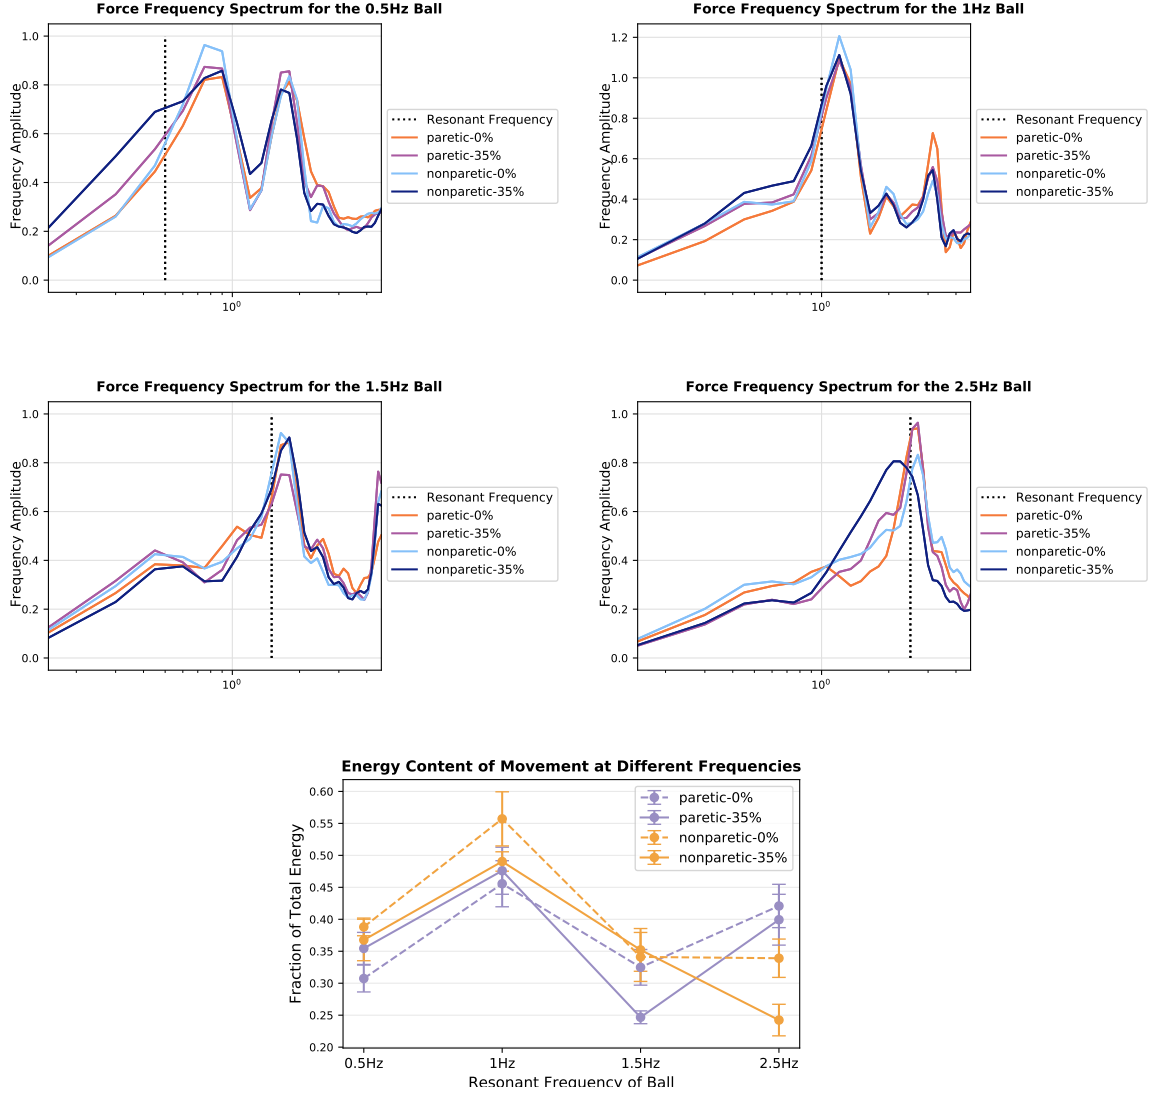 Force Frequency Spectrum for the 0.5Hz Ball
Frequency Amplitude
1.0
0.8
0.6
0.4
0.2
0.0
10⁰
Resonant Frequency
paretic-0%
paretic-35%
nonparetic-0%
nonparetic-35%
Force Frequency Spectrum for the 1Hz Ball
Frequency Amplitude
1.2
1.0
0.8
0.6
0.4
0.2
0.0
10⁰
Resonant Frequency
paretic-0%
paretic-35%
nonparetic-0%
nonparetic-35%
Force Frequency Spectrum for the 1.5Hz Ball
Frequency Amplitude
1.0
0.8
0.6
0.4
0.2
0.0
10⁰
Resonant Frequency
paretic-0%
paretic-35%
nonparetic-0%
nonparetic-35%
Force Frequency Spectrum for the 2.5Hz Ball
Frequency Amplitude
1.0
0.8
0.6
0.4
0.2
0.0
10⁰
Resonant Frequency
paretic-0%
paretic-35%
nonparetic-0%
nonparetic-35%
Energy Content of Movement at Different Frequencies
Fraction of Total Energy
0.60
0.55
0.50
0.45
0.40
0.35
0.30
0.25
0.20
paretic-0%
paretic-35%
nonparetic-0%
nonparetic-35%
0.5Hz 1Hz 1.5Hz 2.5Hz
Resonant Frequency of Ball